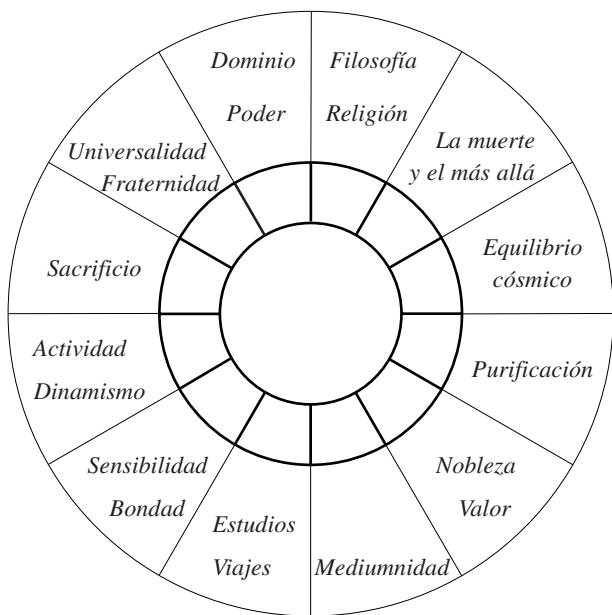 Dominio
Poder
Filosofía
Religión
La muerte
y el más allá
Equilibrio
cósmico
Purificación
Nobleza
Valor
Mediumnidad
Estudios
Viajes
Sensibilidad
Bondad
Actividad
Dinamismo
Sacrificio
Universalidad
Fraternidad